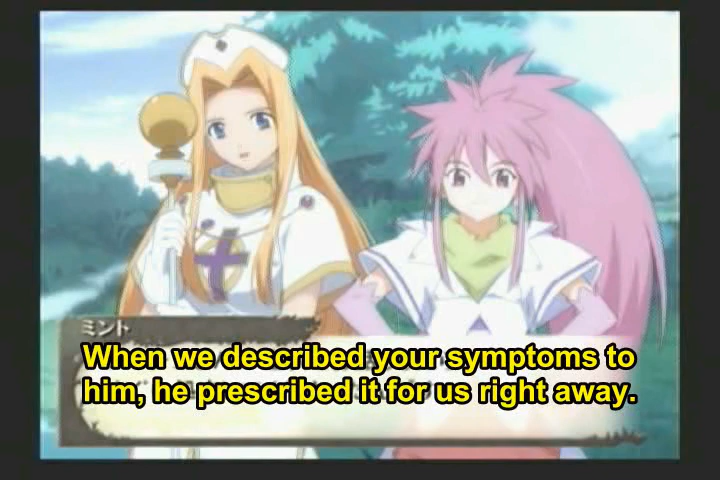 ミント
When we described your symptoms to
him, he prescribed it for us right away.